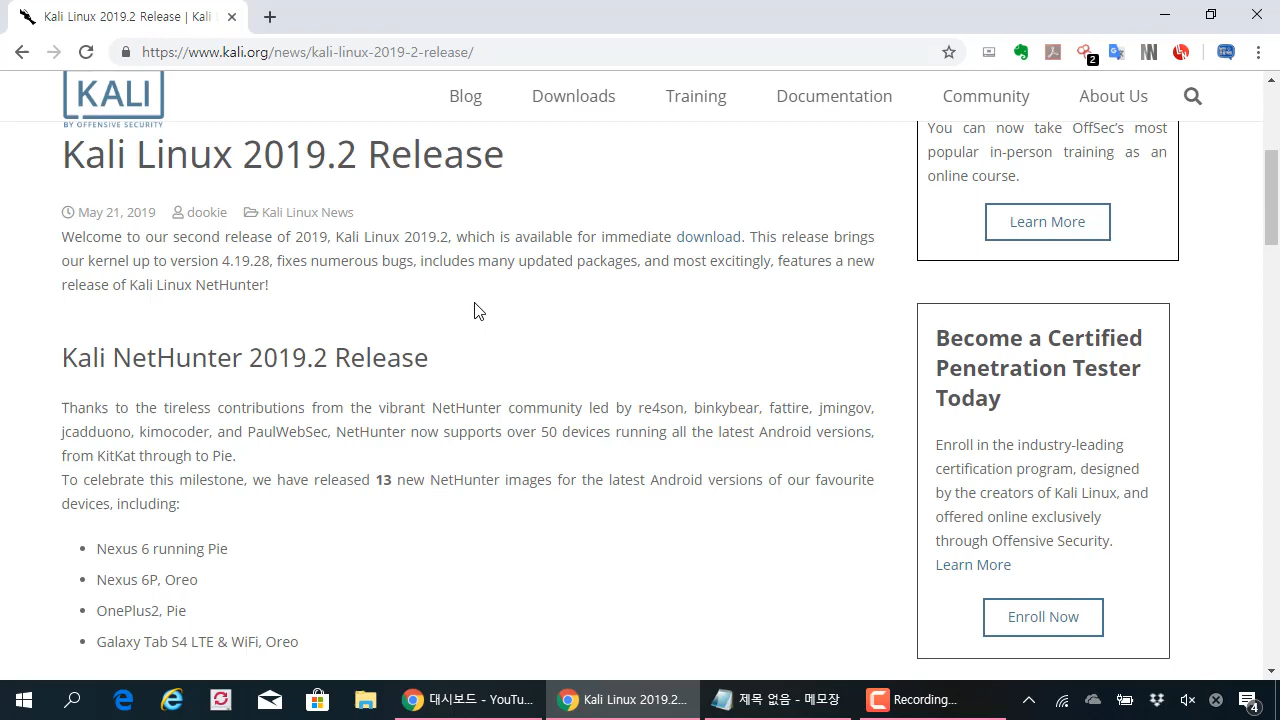 Kali Linux 2019.2 Release | Kali
https://www.kali.org/news/kali-linux-2019-2-release/
2
KALI
BY OFFENSIVE SECURITY
Blog
Downloads
Training
Documentation
Community
About Us
Kali Linux 2019.2 Release
May 21, 2019 dookie Kali Linux News
Welcome to our second release of 2019, Kali Linux 2019.2, which is available for immediate download. This release brings
our kernel up to version 4.19.28, fixes numerous bugs, includes many updated packages, and most excitingly, features a new
release of Kali Linux NetHunter!
Kali NetHunter 2019.2 Release
Thanks to the tireless contributions from the vibrant NetHunter community led by re4son, binkybear, fattire, jmingov,
jcadduono, kimocoder, and PaulWebSec, NetHunter now supports over 50 devices running all the latest Android versions,
from KitKat through to Pie.
To celebrate this milestone, we have released 13 new NetHunter images for the latest Android versions of our favourite
devices, including:
• Nexus 6 running Pie
• Nexus 6P, Oreo
• OnePlus2, Pie
• Galaxy Tab S4 LTE & WiFi, Oreo
You can now take OffSec's most
popular in-person training as an
online course.
Learn More
Become a Certified
Penetration Tester
Today
Enroll in the industry-leading
certification program, designed
by the creators of Kali Linux, and
offered online exclusively
through Offensive Security.
Learn More
Enroll Now
대시보드 - YouTu...
Kali Linux 2019.2...
제목 없음 - 메모장
Recording...
4